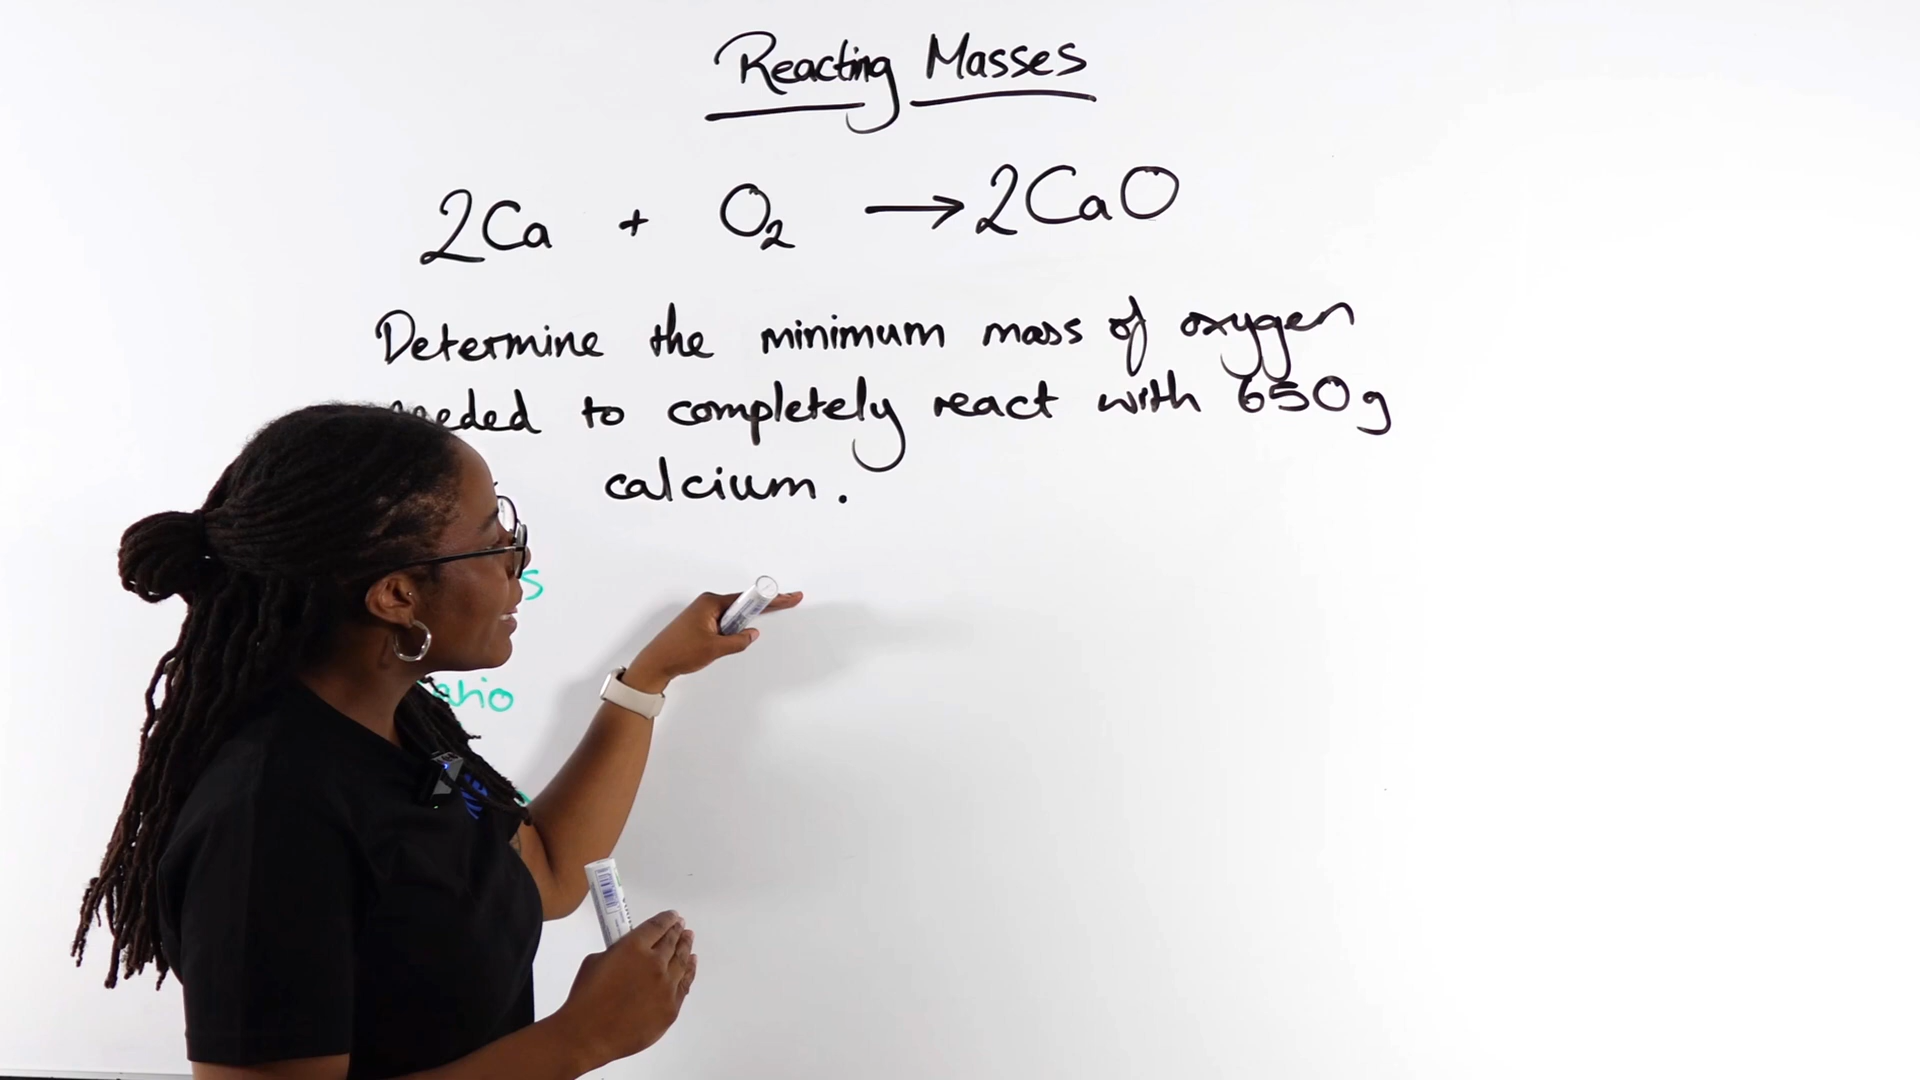 Reacting Masses
2Ca + O₂ → 2CaO
Determine the minimum mass of oxygen
to completely react with 650g
calcium.